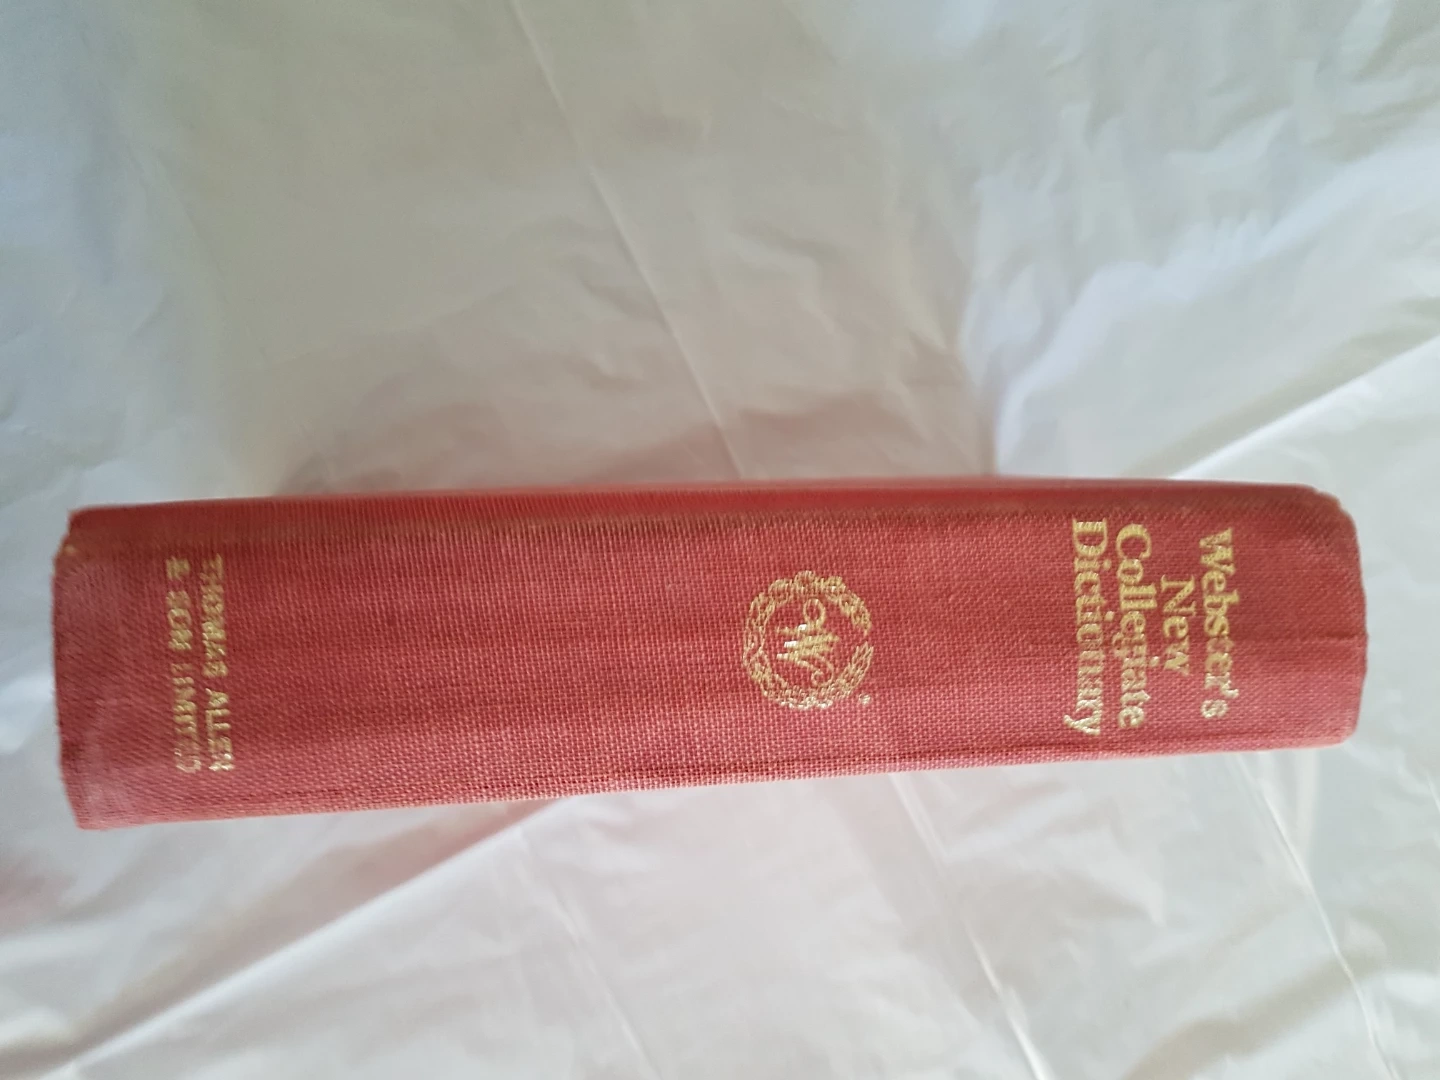 Webster's
New
Collegiate
Dictionary
W
THOMAS ALLEN
& SON LIMITED